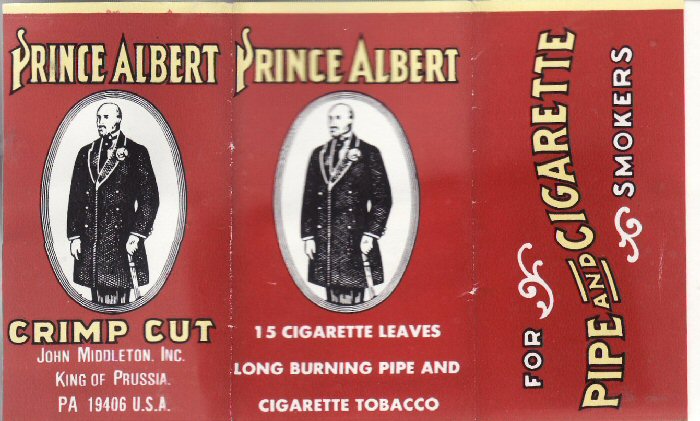 PRINCE ALBERT
CRIMP CUT
JOHN MIDDLETON, INC.
KING OF PRUSSIA.
PA 19406 U.S.A.
PRINCE ALBERT
15 CIGARETTE LEAVES
LONG BURNING PIPE AND
CIGARETTE TOBACCO
FOR
PIPE AND CIGARETTE
SMOKERS